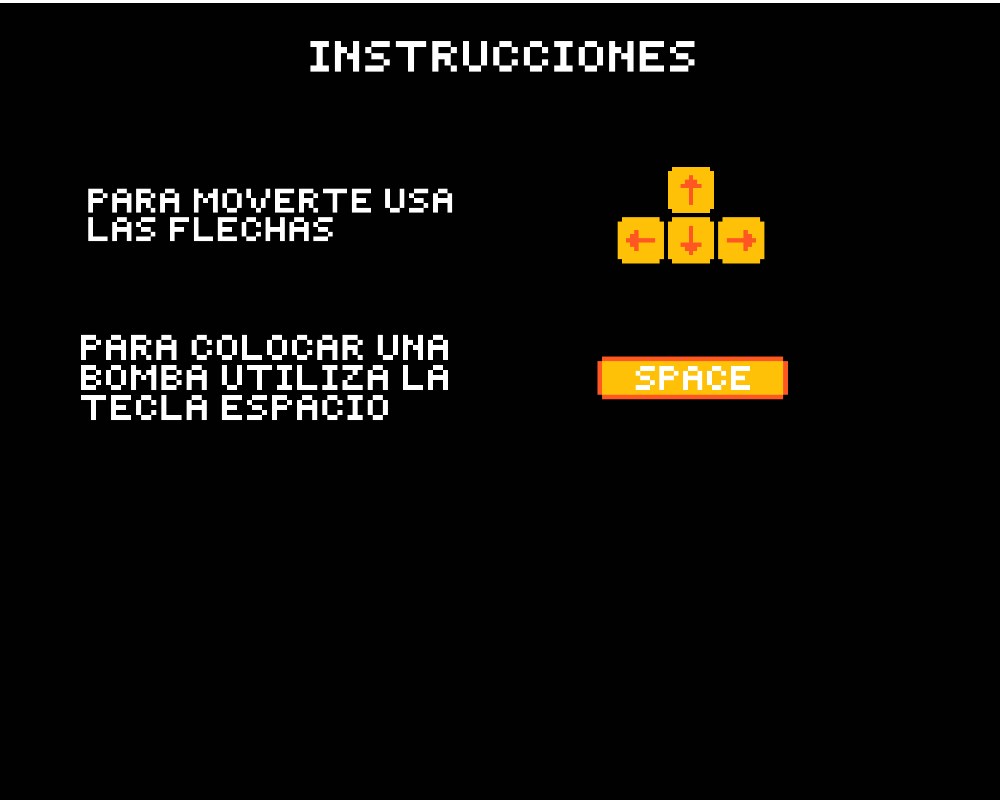 INSTRUCCIONES
PARA MOVERTE USA
LAS FLECHAS
PARA COLOCAR UNA
BOMBA UTILIZA LA
TECLA ESPACIO
SPACE